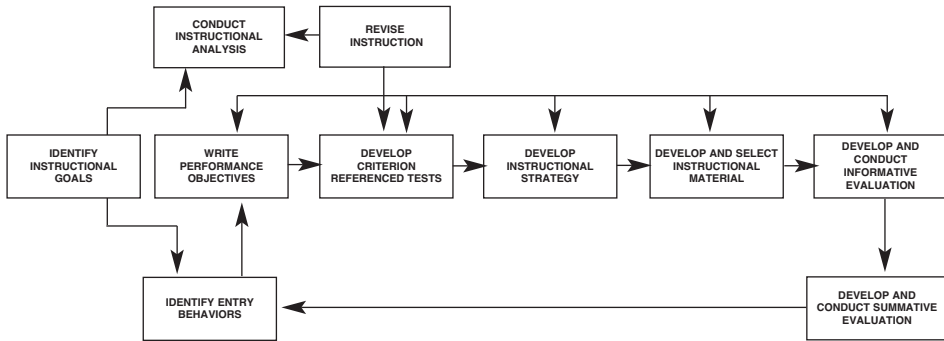 CONDUCT
INSTRUCTIONAL
ANALYSIS
REVISE
INSTRUCTION
IDENTIFY
INSTRUCTIONAL
GOALS
WRITE
PERFORMANCE
OBJECTIVES
DEVELOP
CRITERION
REFERENCED TESTS
DEVELOP
INSTRUCTIONAL
STRATEGY
DEVELOP AND SELECT
INSTRUCTIONAL
MATERIAL
DEVELOP AND
CONDUCT
INFORMATIVE
EVALUATION
IDENTIFY ENTRY
BEHAVIORS
DEVELOP AND
CONDUCT SUMMATIVE
EVALUATION